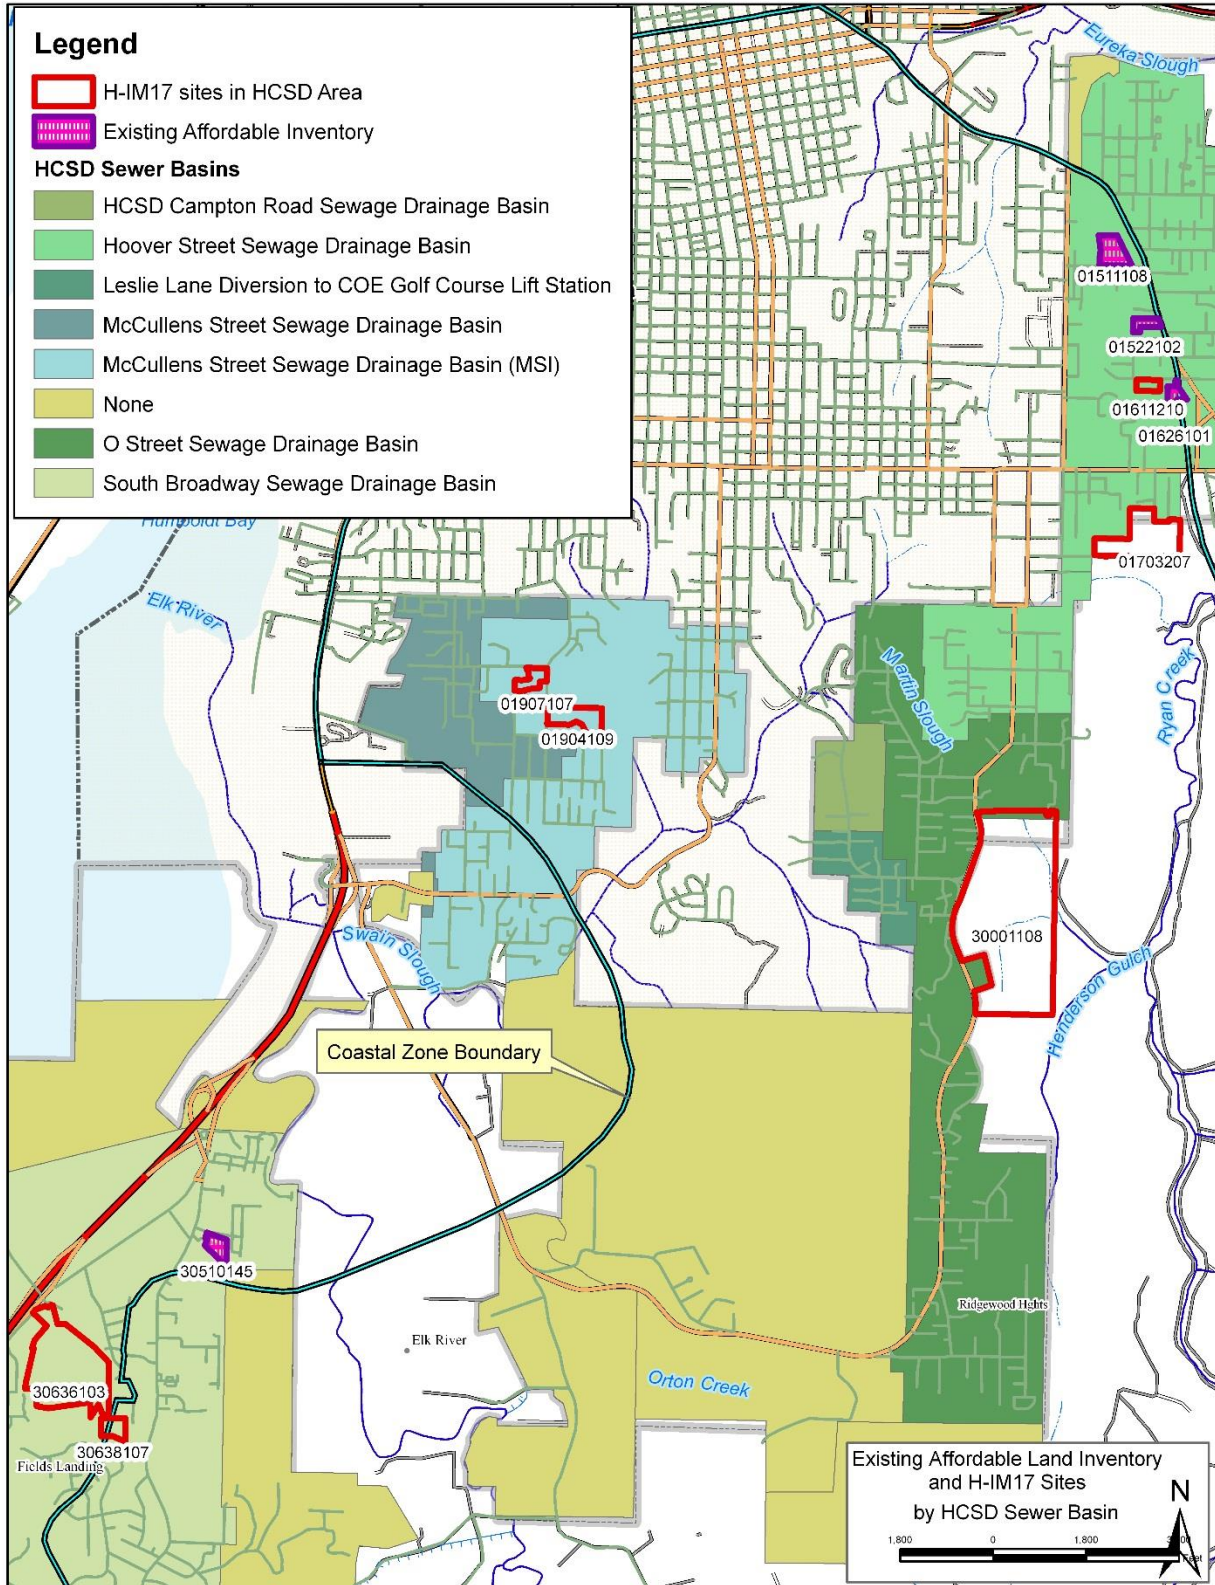 Legend
H-IM17 sites in HCSD Area
Existing Affordable Inventory
HCSD Sewer Basins
HCSD Campton Road Sewage Drainage Basin
Hoover Street Sewage Drainage Basin
Leslie Lane Diversion to COE Golf Course Lift Station
McCullens Street Sewage Drainage Basin
McCullens Street Sewage Drainage Basin (MSI)
None
O Street Sewage Drainage Basin
South Broadway Sewage Drainage Basin
Eureka Slough
01511108
01522102
01611210
01626101
01703207
Humboldt Bay
Elk River
01907107
01904109
Martin Slough
Ryan Creek
30001108
Henderson Gulch
Swain Slough
Coastal Zone Boundary
30510145
Elk River
Ridgewood Hghts
Orton Creek
30636103
30638107
Fields Landing
Existing Affordable Land Inventory
and H-IM17 Sites
by HCSD Sewer Basin
N
1,800 0 1,800
Feet